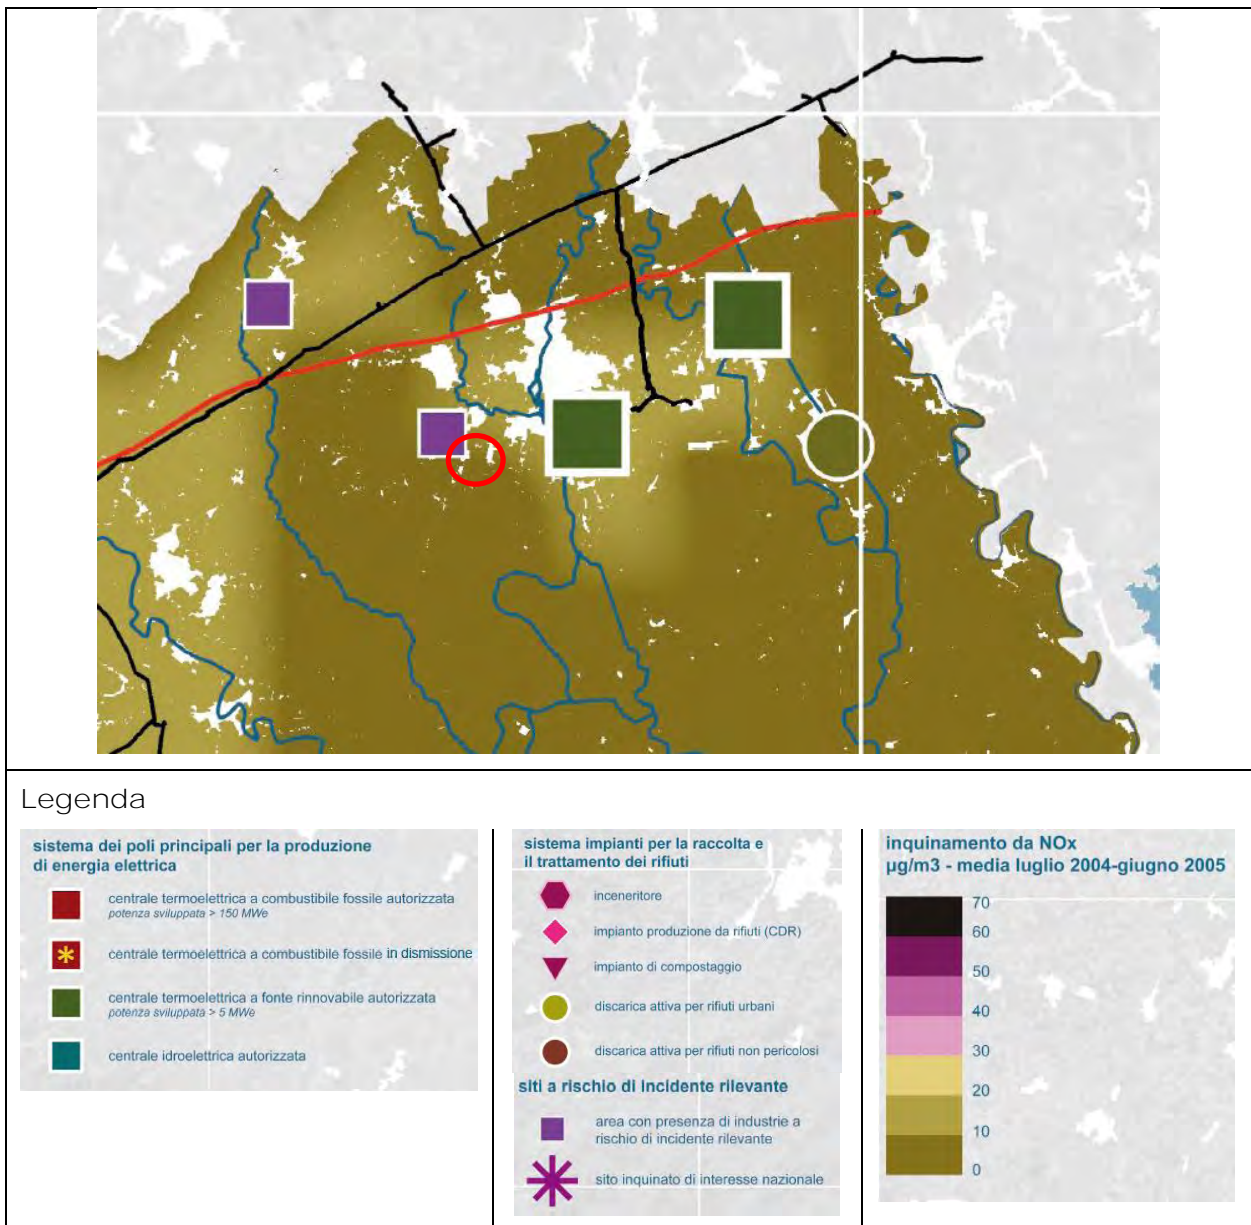 Legenda
sistema dei poli principali per la produzione
di energia elettrica
centrale termoelettrica a combustibile fossile autorizzata
potenza sviluppata > 150 MWe
centrale termoelettrica a combustibile fossile in dismissione
centrale termoelettrica a fonte rinnovabile autorizzata
potenza sviluppata > 5 MWe
centrale idroelettrica autorizzata
sistema impianti per la raccolta e
il trattamento dei rifiuti
inceneritore
impianto produzione da rifiuti (CDR)
impianto di compostaggio
discarica attiva per rifiuti urbani
discarica attiva per rifiuti non pericolosi
siti a rischio di incidente rilevante
area con presenza di industrie a
rischio di incidente rilevante
sito inquinato di interesse nazionale
inquinamento da NOx
µg/m3 - media luglio 2004-giugno 2005
70
60
50
40
30
20
10
0